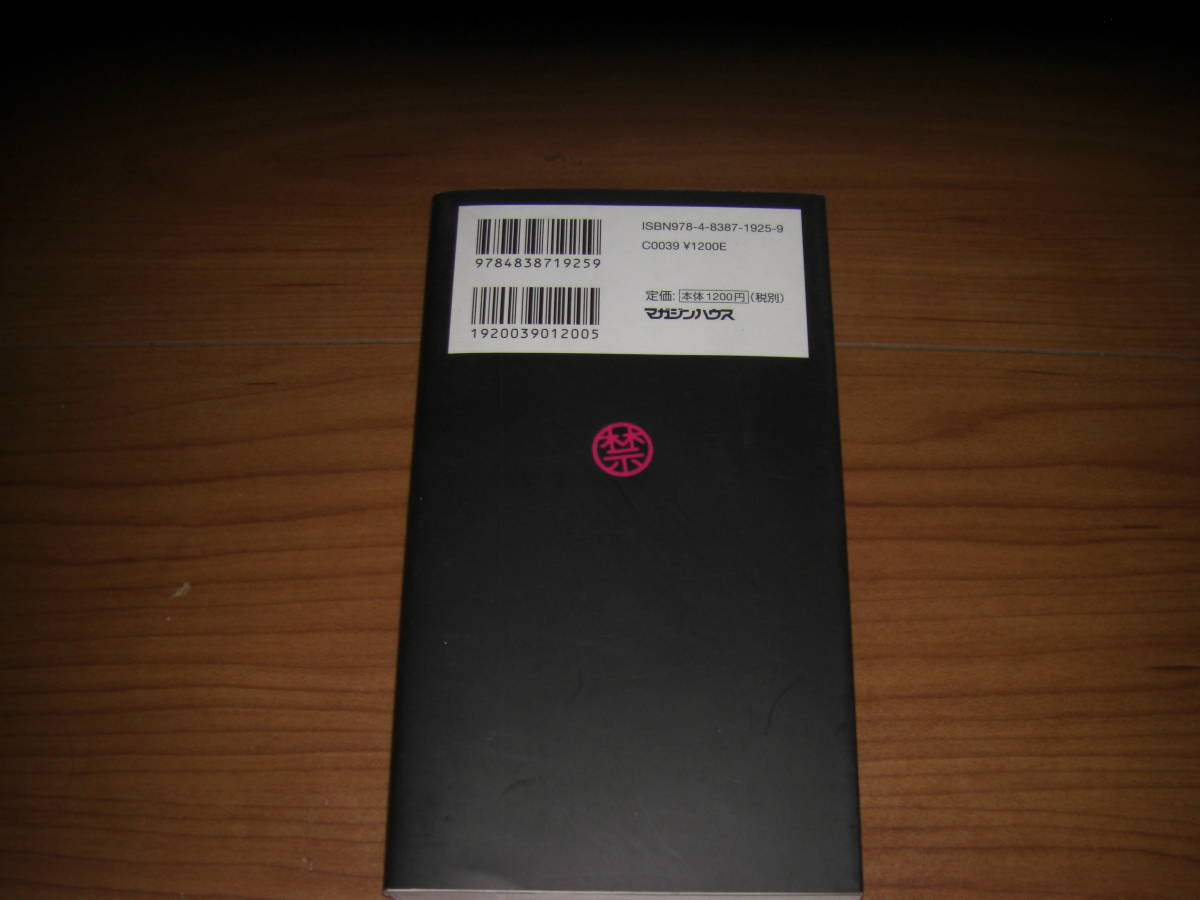 9784838719259
ISBN978-4-8387-1925-9
C0039 ¥1200E
1920039012005
定価: 本体1200円 (税別)
マガジンハウス
禁